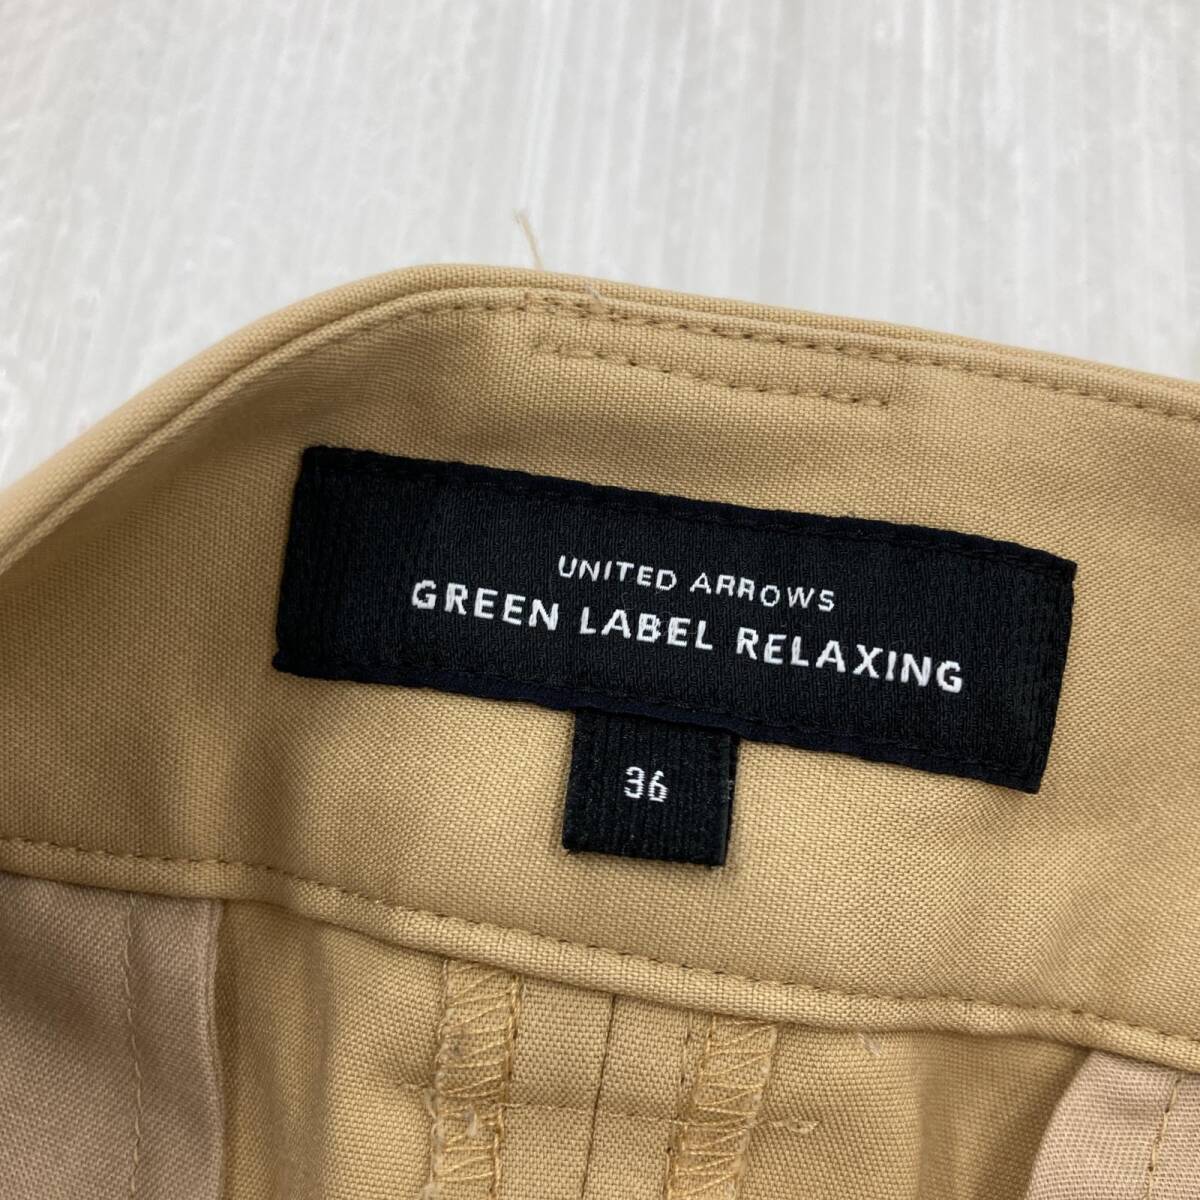 UNITED ARROWS
GREEN LABEL RELAXING
36